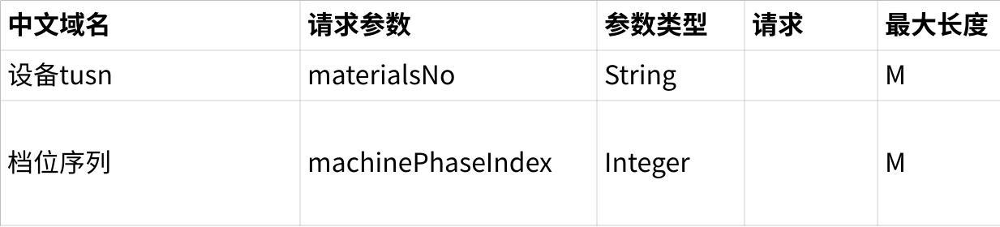 中文域名 请求参数 参数类型 请求 最大长度
设备tusn materialsNo String M
档位序列 machinePhaseIndex Integer M